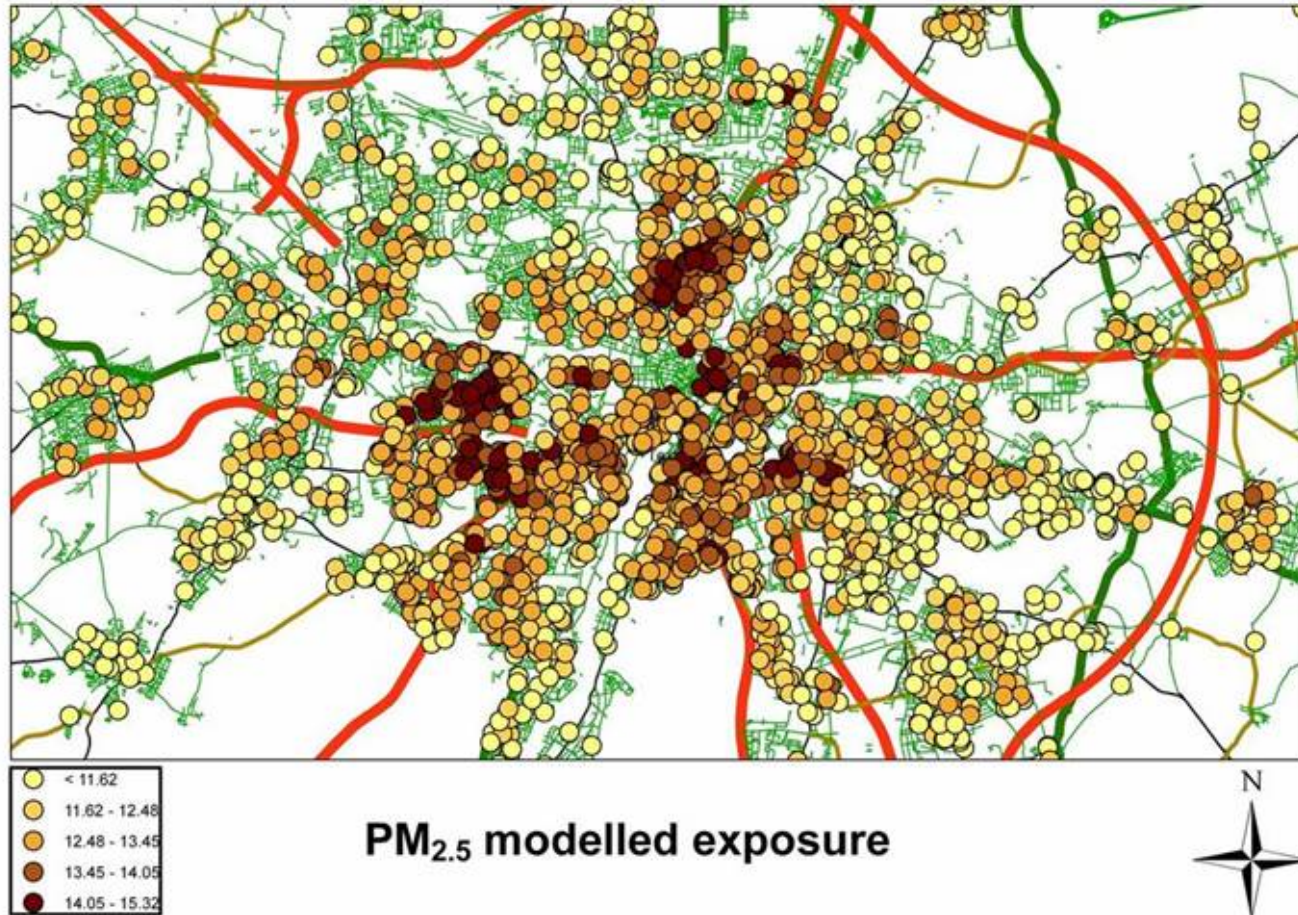 < 11.62
11.62 - 12.48
12.48 - 13.45
13.45 - 14.05
14.05 - 15.32
PM2.5 modelled exposure
N